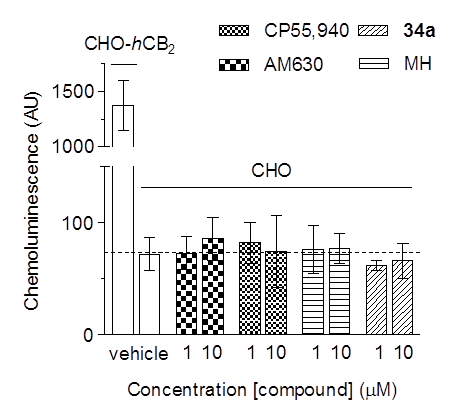 CP55,940
34a
AM630
MH
CHO-hCB₂
CHO
Chemoluminescence (AU)
1500
1000
100
0
vehicle 1 10 1 10 1 10 1 10
Concentration [compound] (µM)